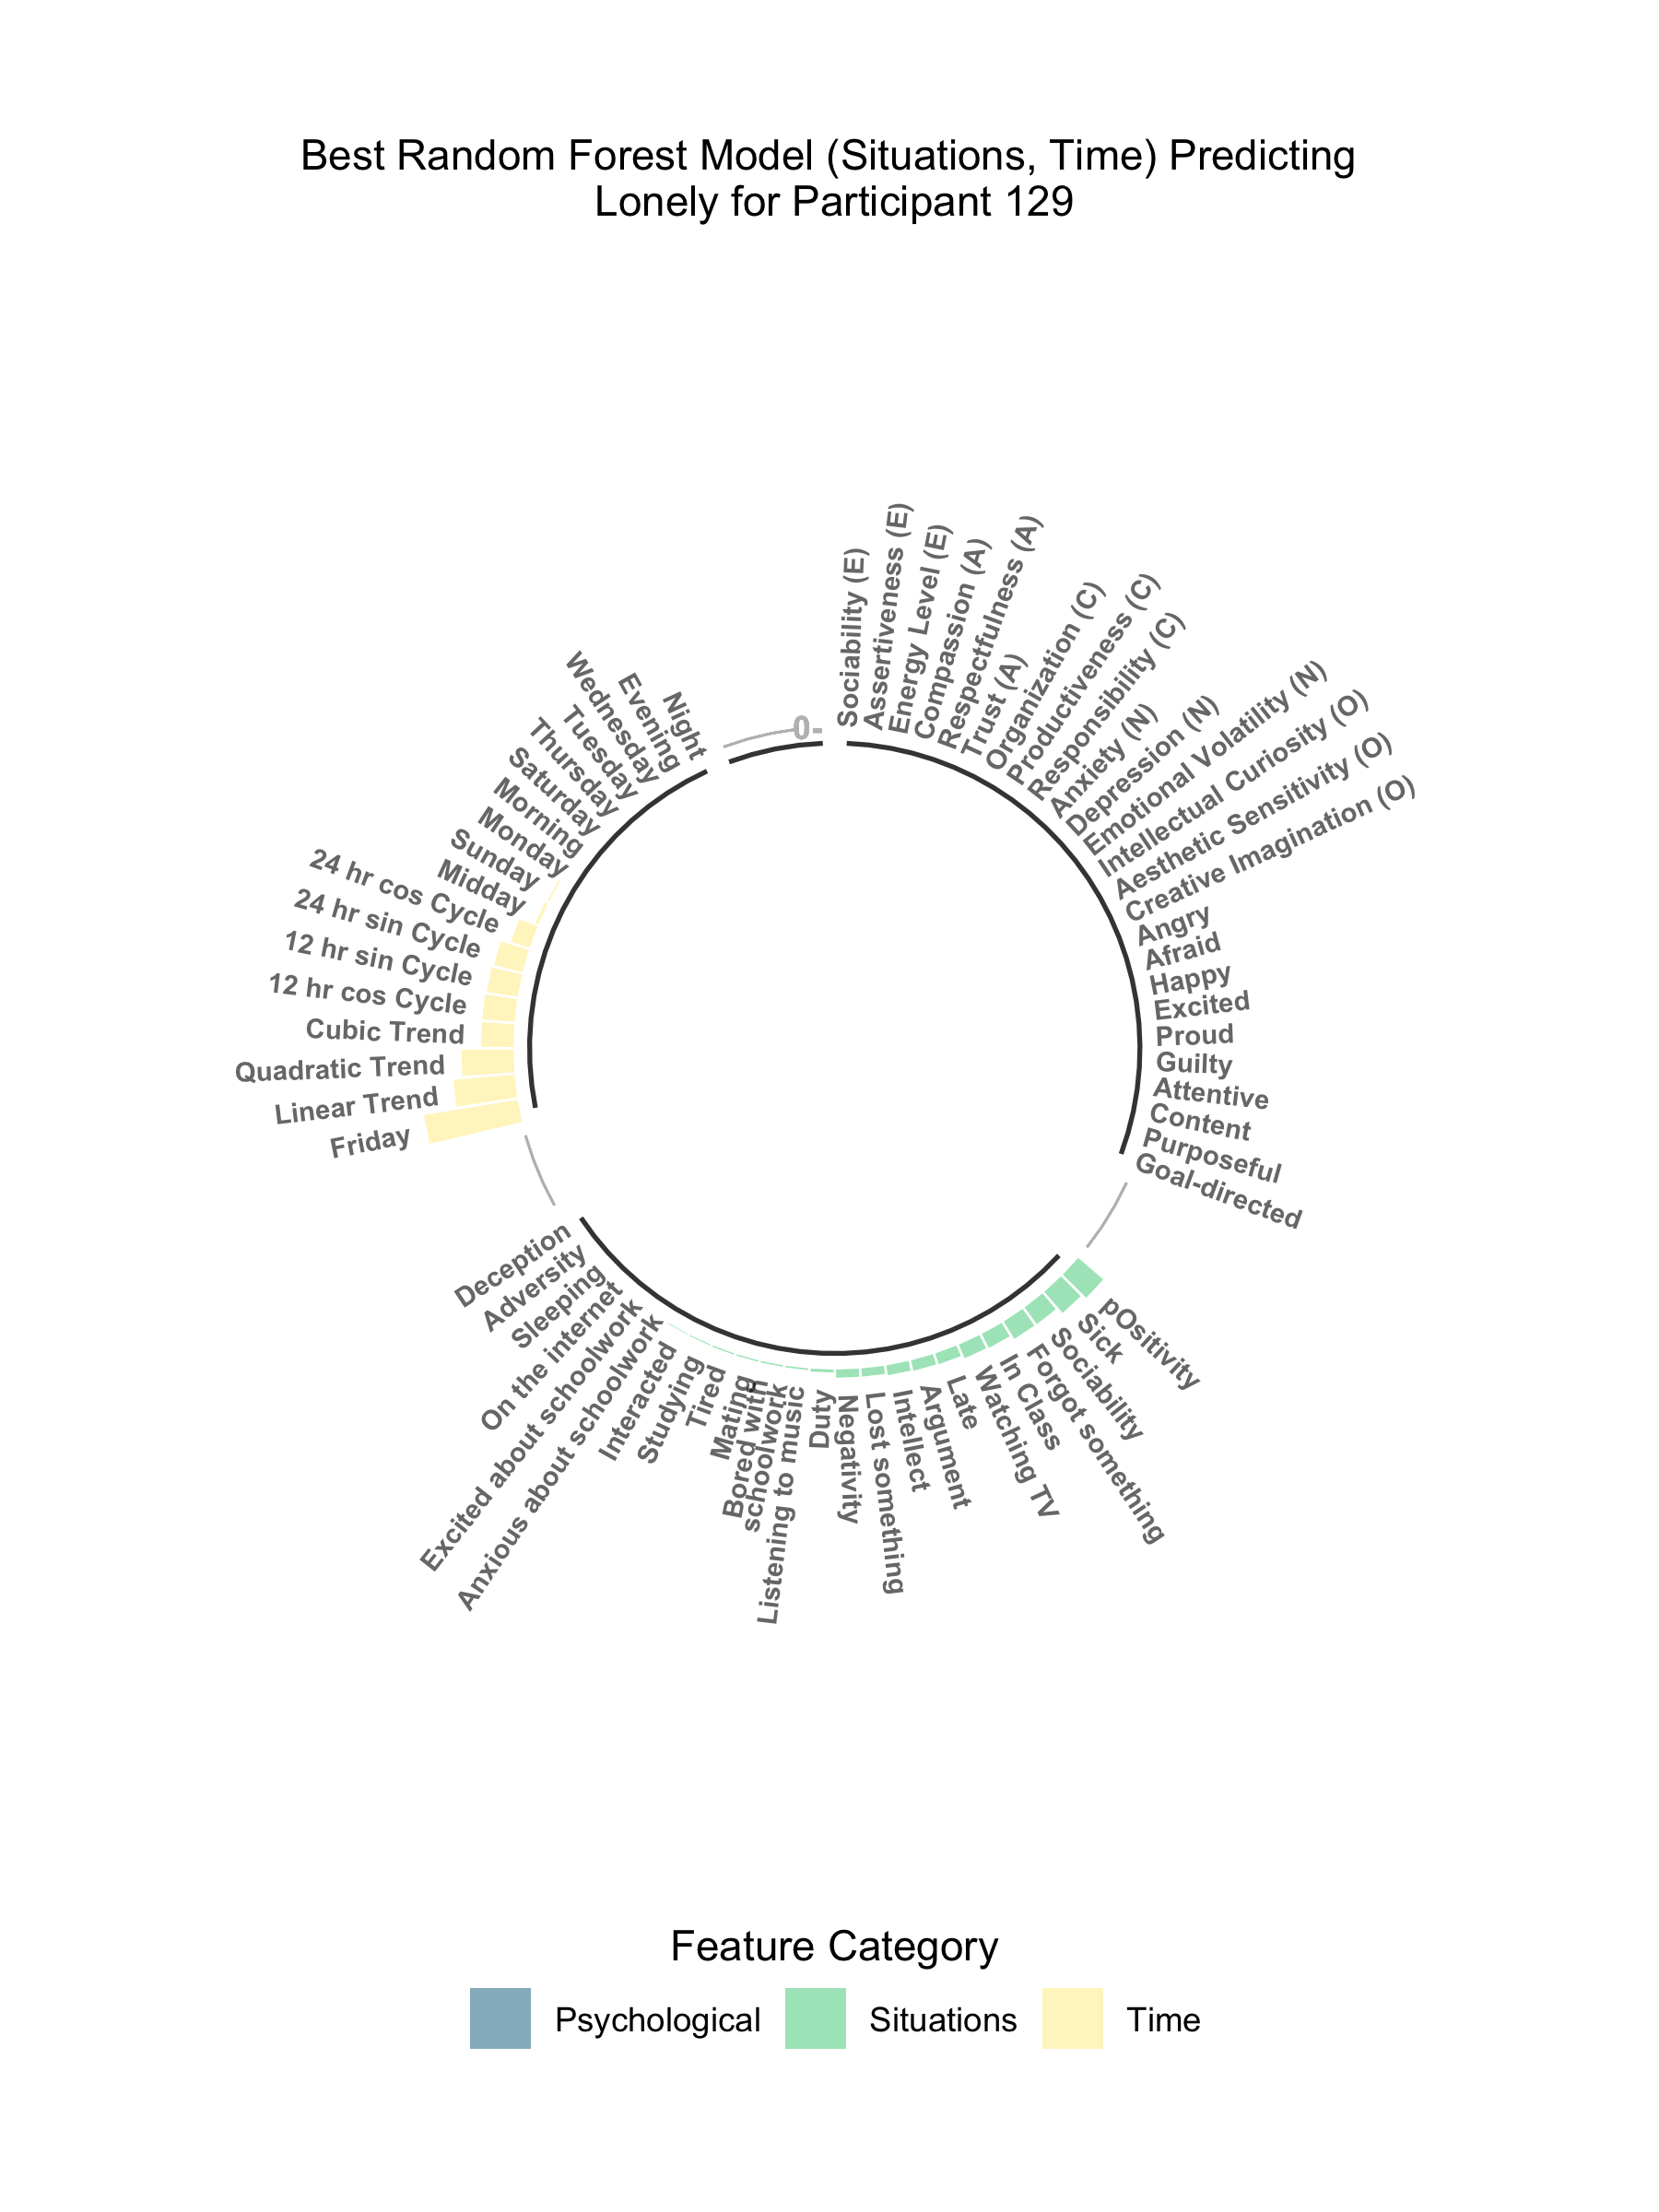 Best Random Forest Model (Situations, Time) Predicting
Lonely for Participant 129
0-
Sociability (E)
Assertiveness (E)
Energy Level (E)
Compassion (A)
Respectfulness (A)
Trust (A)
Organization (C)
Productiveness (C)
Responsibility (C)
Anxiety (N)
Depression (N)
Emotional Volatility (N)
Intellectual Curiosity (O)
Aesthetic Sensitivity (O)
Creative Imagination (O)
Angry
Afraid
Happy
Excited
Proud
Guilty
Attentive
Content
Purposeful
Goal-directed
pOsitivity
Sick
Sociability
Forgot something
In Class
Watching TV
Late
Argument
Intellect
Lost something
Negativity
Duty
Listening to music
Bored with
schoolwork
Mating
Tired
Studying
Interacted
Anxious about schoolwork
Excited about schoolwork
On the internet
Sleeping
Adversity
Deception
Friday
Linear Trend
Quadratic Trend
Cubic Trend
12 hr cos Cycle
12 hr sin Cycle
24 hr sin Cycle
24 hr cos Cycle
Midday
Sunday
Monday
Morning
Saturday
Thursday
Tuesday
Wednesday
Evening
Night
Feature Category
Psychological
Situations
Time